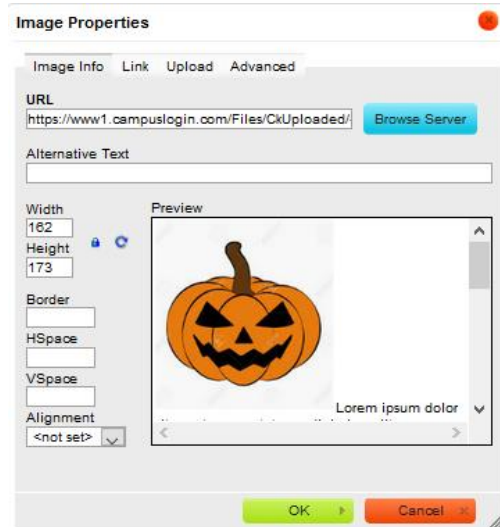 Image Properties
Image Info Link Upload Advanced
URL
https://www1.campuslogin.com/Files/CkUploaded/
Browse Server
Alternative Text
Width
162
Height
173
Border
HSpace
VSpace
Alignment
<not set>
Preview
Lorem ipsum dolor
OK
Cancel